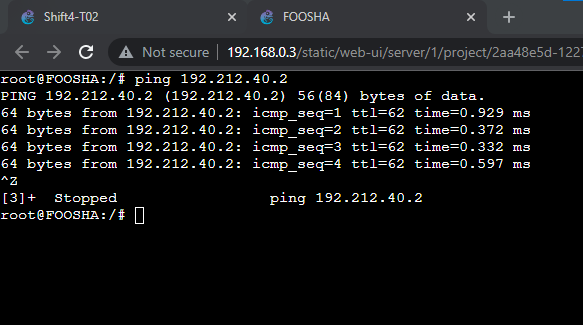 Shift4-T02
FOOSHA
Not secure
192.168.0.3/static/web-ui/server/1/project/2aa48e5d-122
root@FOOSHA:/# ping 192.212.40.2
PING 192.212.40.2 (192.212.40.2) 56(84) bytes of data.
64 bytes from 192.212.40.2: icmp_seq=1 ttl=62 time=0.929 ms
64 bytes from 192.212.40.2: icmp_seq=2 ttl=62 time=0.372 ms
64 bytes from 192.212.40.2: icmp_seq=3 ttl=62 time=0.332 ms
64 bytes from 192.212.40.2: icmp_seq=4 ttl=62 time=0.597 ms
^Z
[3]+  Stopped                 ping 192.212.40.2
root@FOOSHA:/#